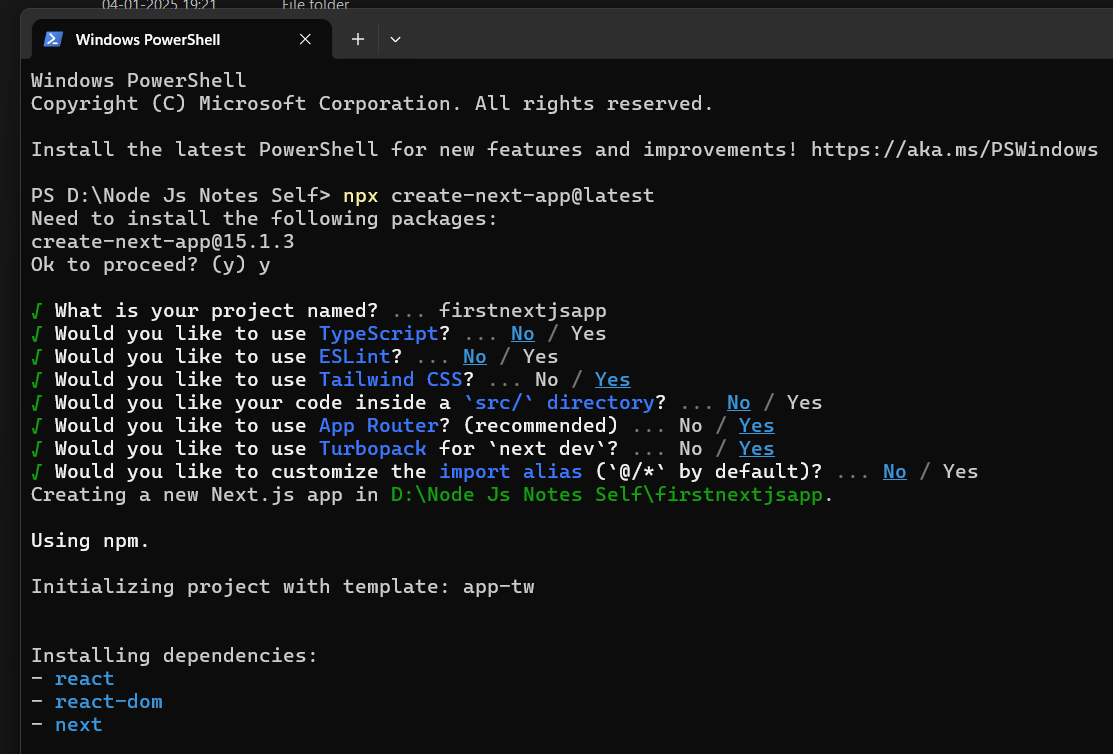 04-01-2025 19:21 File folder
Windows PowerShell
Windows PowerShell
Copyright (C) Microsoft Corporation. All rights reserved.
Install the latest PowerShell for new features and improvements! https://aka.ms/PSWindows
PS D:\Node Js Notes Self> npx create-next-app@latest
Need to install the following packages:
create-next-app@15.1.3
Ok to proceed? (y) y
√ What is your project named? ... firstnextjsapp
√ Would you like to use TypeScript? ... No / Yes
√ Would you like to use ESLint? ... No / Yes
√ Would you like to use Tailwind CSS? ... No / Yes
√ Would you like your code inside a `src/` directory? ... No / Yes
√ Would you like to use App Router? (recommended) ... No / Yes
√ Would you like to use Turbopack for `next dev`? ... No / Yes
√ Would you like to customize the import alias (`@/*` by default)? ... No / Yes
Creating a new Next.js app in D:\Node Js Notes Self\firstnextjsapp.
Using npm.
Initializing project with template: app-tw
Installing dependencies:
- react
- react-dom
- next